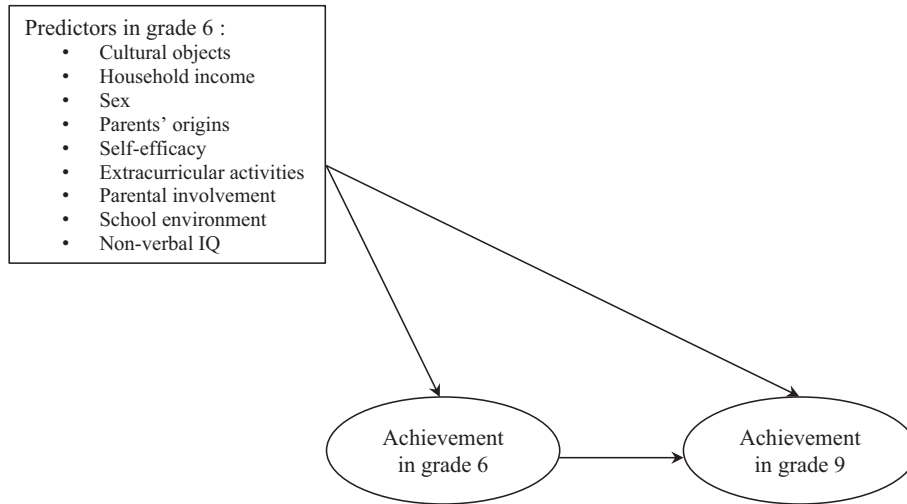 Predictors in grade 6 :
• Cultural objects
• Household income
• Sex
• Parents’ origins
• Self-efficacy
• Extracurricular activities
• Parental involvement
• School environment
• Non-verbal IQ
Achievement
in grade 6
Achievement
in grade 9